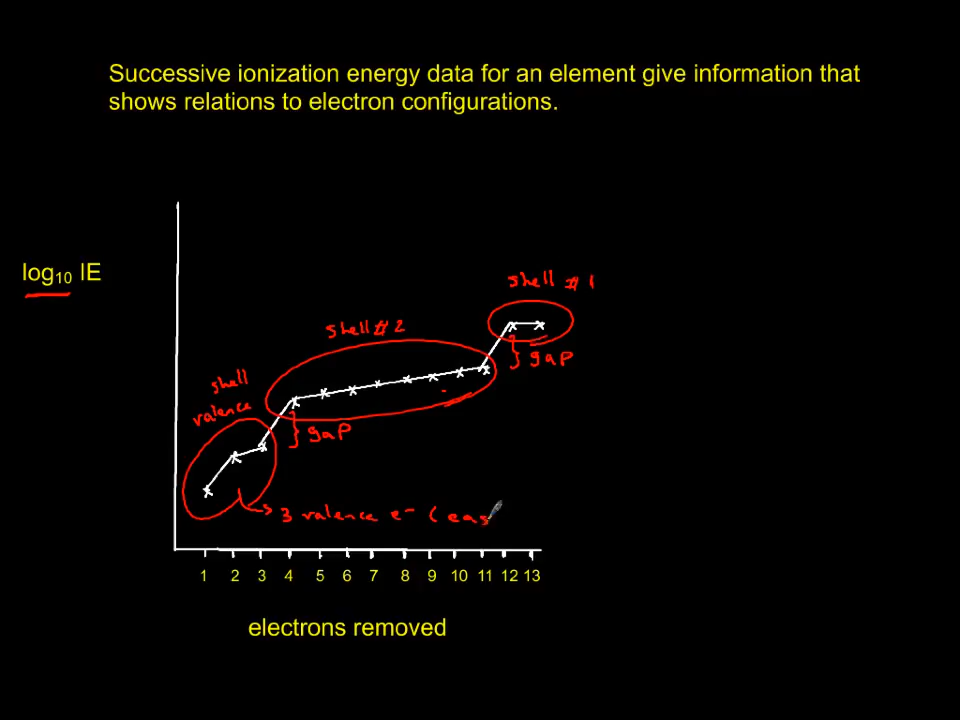 Successive ionization energy data for an element give information that
shows relations to electron configurations.
log₁₀ IE
shell # 1
shell # 2
gap
shell
valence
gap
3 valence e⁻ ( eas
1 2 3 4 5 6 7 8 9 10 11 12 13
electrons removed